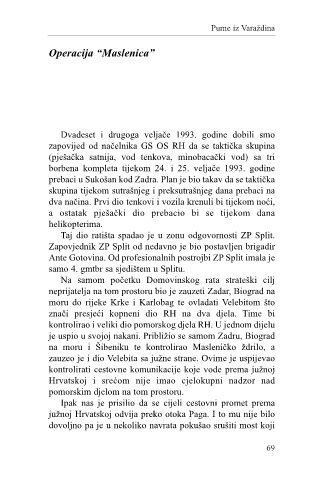 Pume iz Varaždina
Operacija “Maslenica”
Dvadeset i drugoga veljače 1993. godine dobili smo
zapovijed od načelnika GS OS RH da se taktička skupina
(pješačka satnija, vod tenkova, minobacački vod) sa tri
borbena kompleta tijekom 24. i 25. veljače 1993. godine
prebaci u Sukošan kod Zadra. Plan je bio takav da se taktička
skupina tijekom sutrašnjeg i preksutrašnjeg dana prebaci na
dva načina. Prvi dio tenkovi i vozila krenuli bi tijekom noći,
a ostatak pješački dio prebacio bi se tijekom dana
helikopterima.
Taj dio ratišta spadao je u zonu odgovornosti ZP Split.
Zapovjednik ZP Split od nedavno je bio postavljen brigadir
Ante Gotovina. Od profesionalnih postrojbi ZP Split imala je
samo 4. gmtbr sa sjedištem u Splitu.
Na samom početku Domovinskog rata strateški cilj
neprijatelja na tom prostoru bio je zauzeti Zadar, Biograd na
moru do rijeke Krke i Karlobag te ovladati Velebitom što
znači presjeći kopneni dio RH na dva djela. Time bi
kontrolirao i veliki dio pomorskog djela RH. U jednom dijelu
je uspio u svojoj nakani. Približio se samom Zadru, Biograd
na moru i Šibeniku te kontrolirao Masleničko ždrilo, a
zauzeo je i dio Velebita sa južne strane. Ovime je uspijevao
kontrolirati cestovne komunikacije koje vode prema južnoj
Hrvatskoj i srećom nije imao cjelokupni nadzor nad
pomorskim djelom na tom prostoru.
Ipak nas je prisilio da se cijeli cestovni promet prema
južnoj Hrvatskoj odvija preko otoka Paga. I to mu nije bilo
dovoljno pa je u nekoliko navrata pokušao srušiti most koji
69